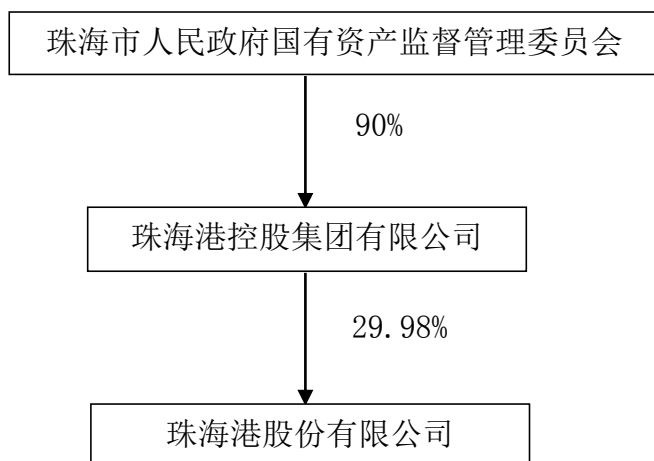 珠海市人民政府国有资产监督管理委员会
90%
珠海港控股集团有限公司
29.98%
珠海港股份有限公司